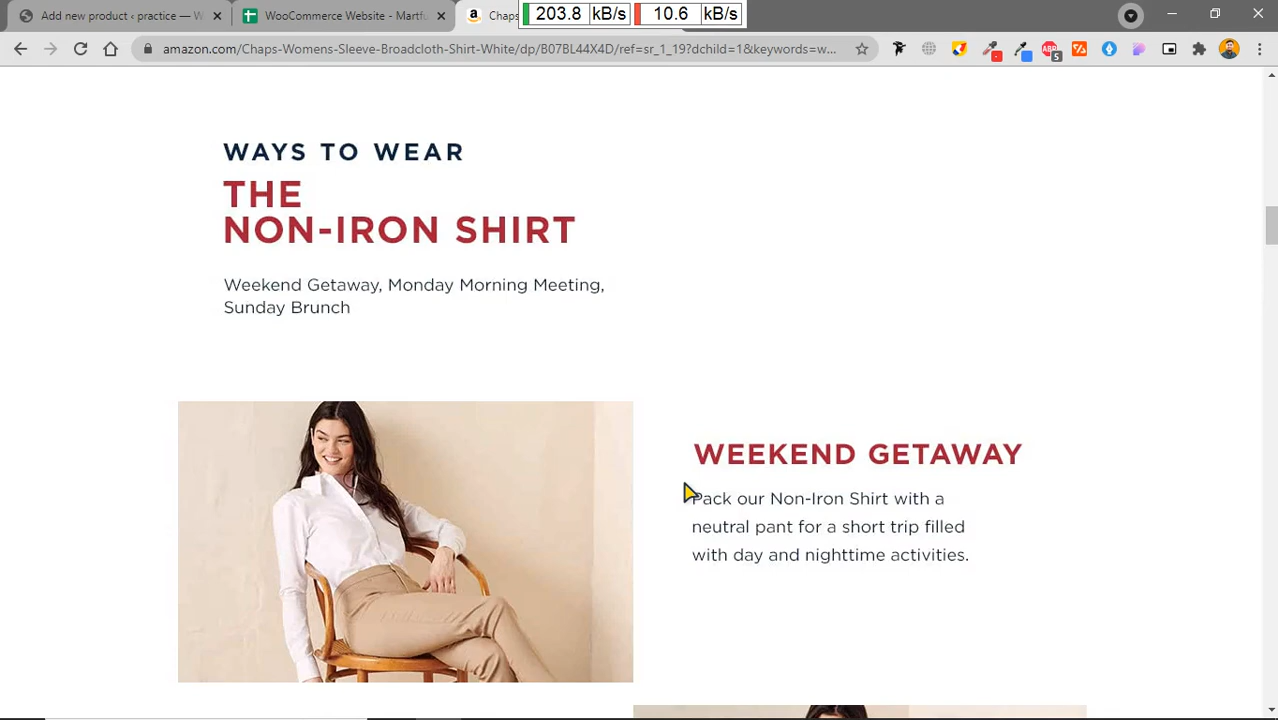 203.8 kB/s 10.6 kB/s
Add new product ‹ practice — W
WooCommerce Website - Martfu
Chaps
amazon.com/Chaps-Womens-Sleeve-Broadcloth-Shirt-White/dp/B07BL44X4D/ref=sr_1_19?dchild=1&keywords=w...
ABP
5
WAYS TO WEAR
THE
NON-IRON SHIRT
Weekend Getaway, Monday Morning Meeting,
Sunday Brunch
WEEKEND GETAWAY
Pack our Non-Iron Shirt with a
neutral pant for a short trip filled
with day and nighttime activities.